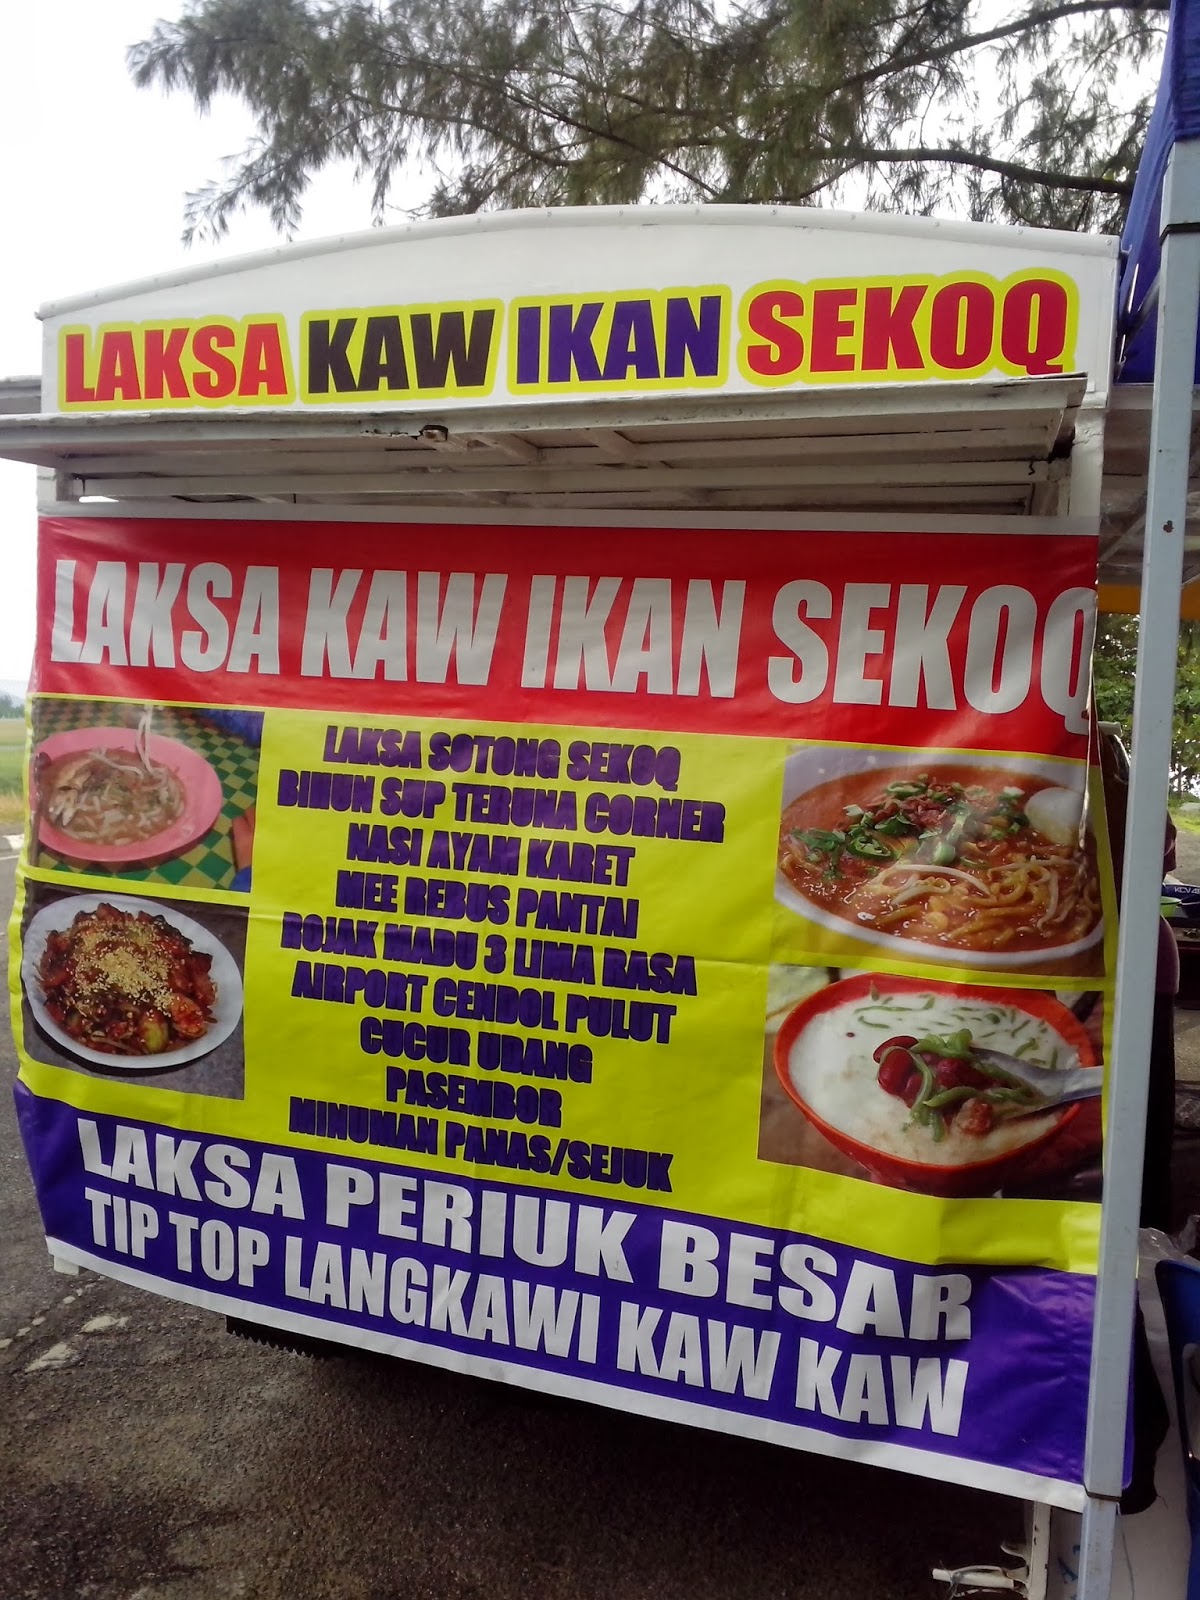 LAKSA KAW IKAN SEKOQ
LAKSA KAW IKAN SEKOQ
LAKSA SOTONG SEKOQ
BIHUN SUP TERUNA CORNER
NASI AYAM KARET
MEE REBUS PANTAI
ROJAK MADU 3 LIMA RASA
AIRPORT CENDOL PULUT
CUCUR UDANG
PASEMBOR
MINUMAN PANAS/SEJUK
LAKSA PERIUK BESAR
TIP TOP LANGKAWI KAW KAW